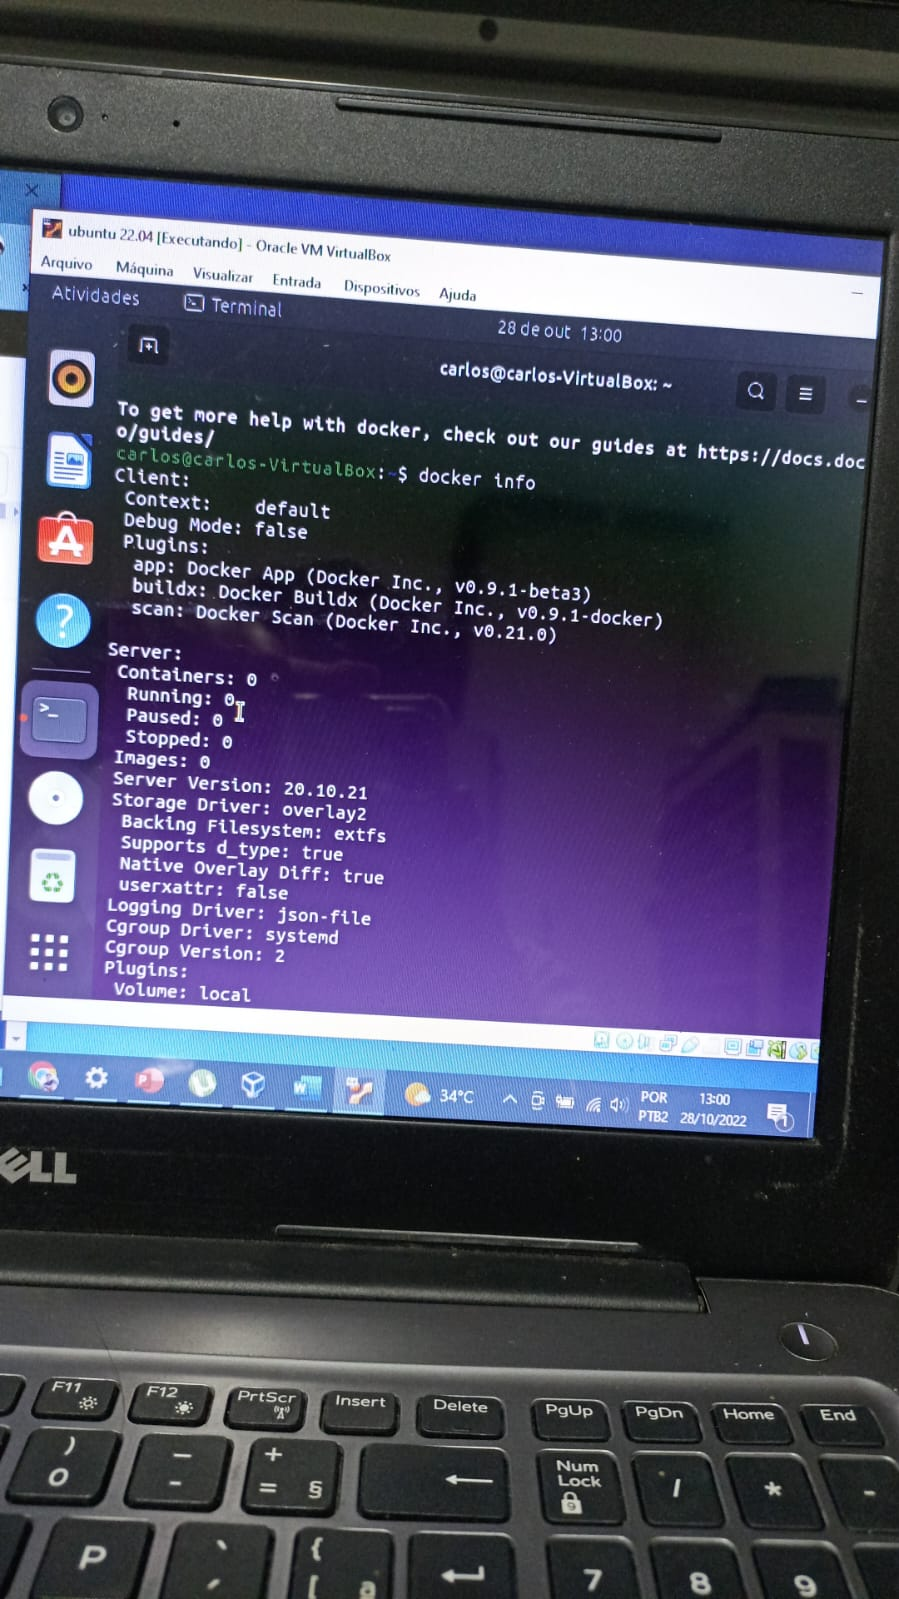 ubuntu 22.04 [Executando] - Oracle VM VirtualBox
Arquivo Máquina Visualizar Entrada Dispositivos Ajuda
Atividades Terminal
28 de out 13:00
carlos@carlos-VirtualBox: ~
To get more help with docker, check out our guides at https://docs.doc
o/guides/
carlos@carlos-VirtualBox:~$ docker info
Client:
Context: default
Debug Mode: false
Plugins:
app: Docker App (Docker Inc., v0.9.1-beta3)
buildx: Docker Buildx (Docker Inc., v0.9.1-docker)
scan: Docker Scan (Docker Inc., v0.21.0)
Server:
Containers: 0
Running: 0
Paused: 0
Stopped: 0
Images: 0
Server Version: 20.10.21
Storage Driver: overlay2
Backing Filesystem: extfs
Supports d_type: true
Native Overlay Diff: true
userxattr: false
Logging Driver: json-file
Cgroup Driver: systemd
Cgroup Version: 2
Plugins:
Volume: local
34°C
POR
PTB2
13:00
28/10/2022
1
DELL
F11 F12 PrtScr Insert Delete PgUp PgDn Home End
) - + Num
0 - = § Lock / * -
P ` {
´ [ ª 7 8 9